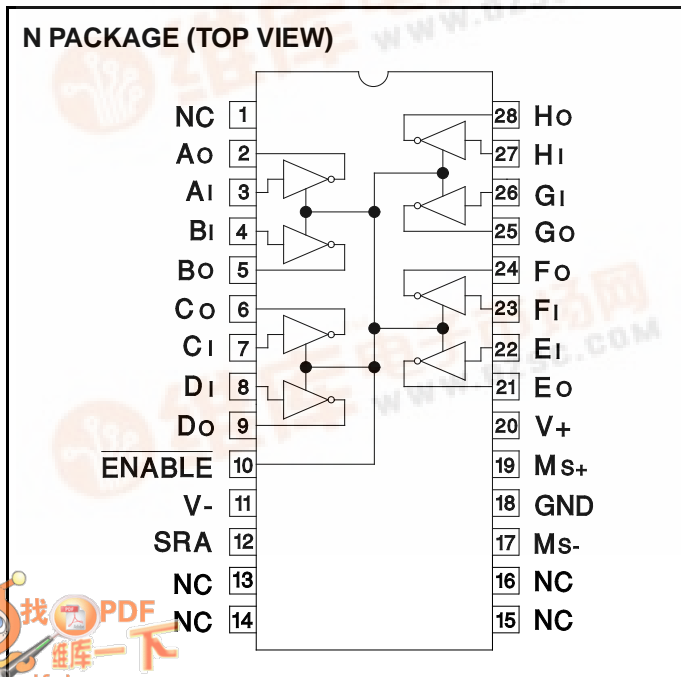 N PACKAGE (TOP VIEW)
NC 1
AO 2
AI 3
BI 4
BO 5
CO 6
CI 7
DI 8
DO 9
ENABLE 10
V- 11
SRA 12
NC 13
NC 14
28 HO
27 HI
26 GI
25 GO
24 FO
23 FI
22 EI
21 EO
20 V+
19 MS+
18 GND
17 MS-
16 NC
15 NC
找 PDF
维库一下